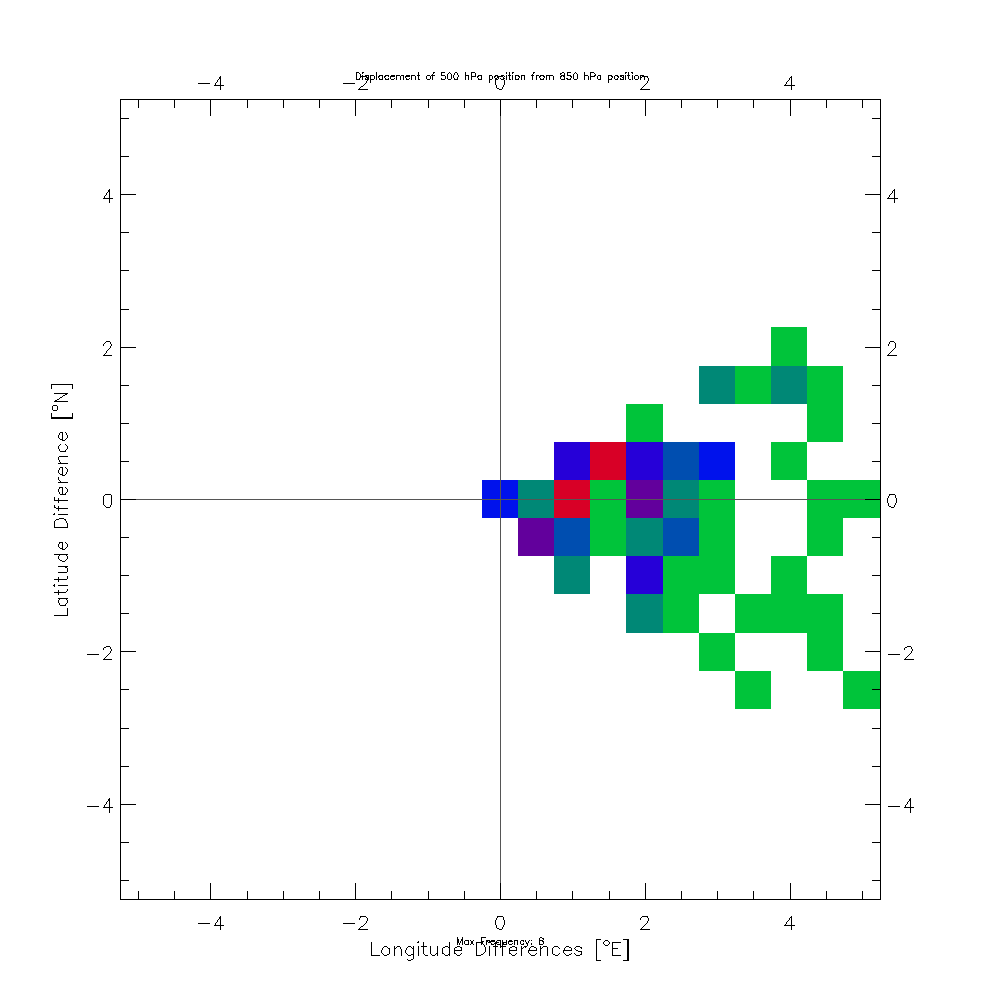 Displacement of 500 hPa position from 850 hPa position
−4 −2 0 2 4
4 4
2 2
0 0
−2 −2
−4 −4
Latitude Difference [°N]
−4 −2 0 2 4
Max Frequency: 8
Longitude Differences [°E]